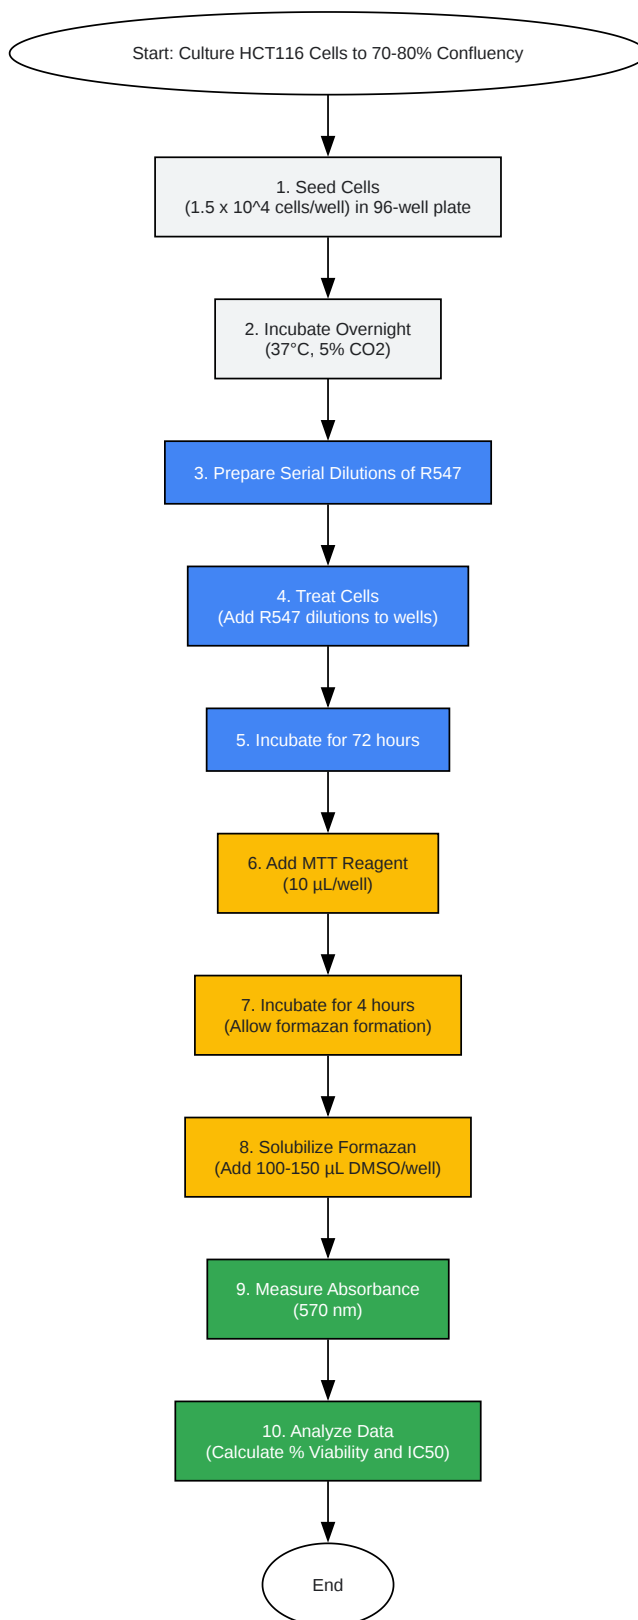 Start: Culture HCT116 Cells to 70-80% Confluency
1. Seed Cells
(1.5 x 10^4 cells/well) in 96-well plate
2. Incubate Overnight
(37°C, 5% CO2)
3. Prepare Serial Dilutions of R547
4. Treat Cells
(Add R547 dilutions to wells)
5. Incubate for 72 hours
6. Add MTT Reagent
(10 µL/well)
7. Incubate for 4 hours
(Allow formazan formation)
8. Solubilize Formazan
(Add 100-150 µL DMSO/well)
9. Measure Absorbance
(570 nm)
10. Analyze Data
(Calculate % Viability and IC50)
End